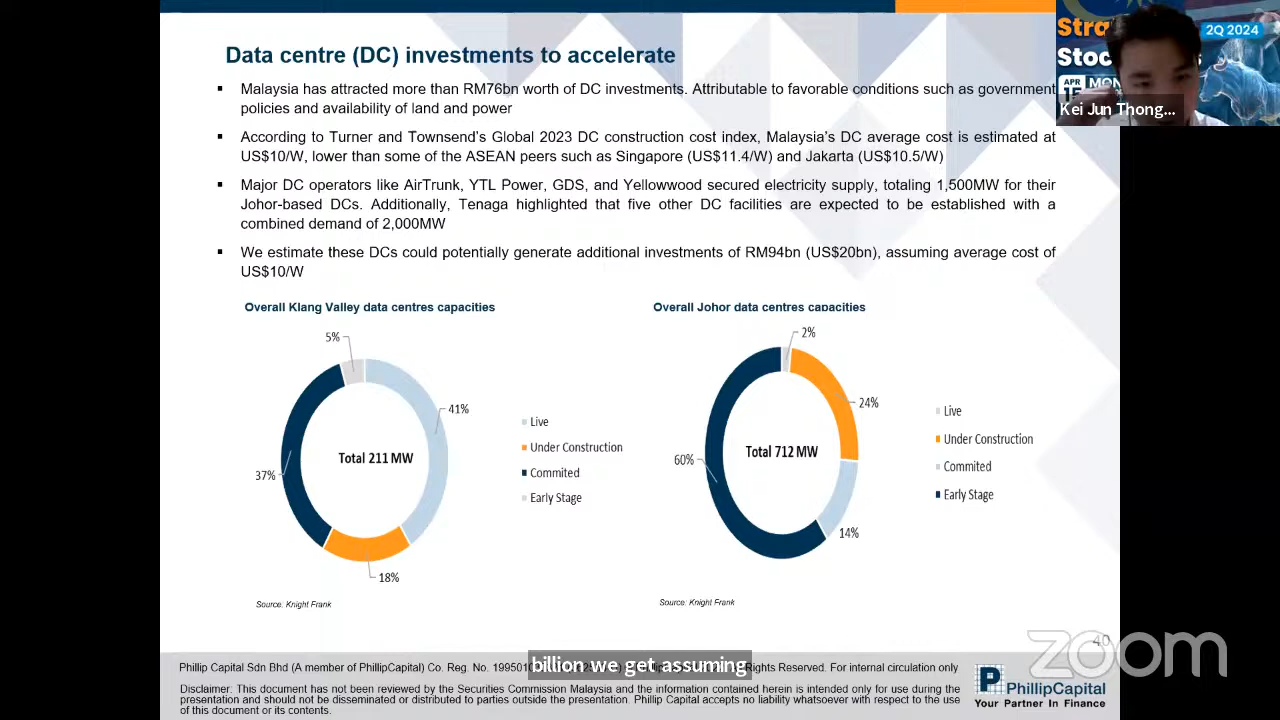 Data centre (DC) investments to accelerate
2Q 2024
APR
Kei Jun Thong...
Malaysia has attracted more than RM76bn worth of DC investments. Attributable to favorable conditions such as government
policies and availability of land and power
According to Turner and Townsend's Global 2023 DC construction cost index, Malaysia's DC average cost is estimated at
US$10/W, lower than some of the ASEAN peers such as Singapore (US$11.4/W) and Jakarta (US$10.5/W)
Major DC operators like AirTrunk, YTL Power, GDS, and Yellowwood secured electricity supply, totaling 1,500MW for their
Johor-based DCs. Additionally, Tenaga highlighted that five other DC facilities are expected to be established with a
combined demand of 2,000MW
We estimate these DCs could potentially generate additional investments of RM94bn (US$20bn), assuming average cost of
US$10/W
Overall Klang Valley data centres capacities
5%
41%
37%
18%
Total 211 MW
Live
Under Construction
Commited
Early Stage
Source: Knight Frank
Overall Johor data centres capacities
2%
24%
60%
14%
Total 712 MW
Live
Under Construction
Commited
Early Stage
Source: Knight Frank
40
zoom
billion we get assuming
Phillip Capital Sdn Bhd (A member of PhillipCapital) Co. Reg. No. Rights Reserved. For internal circulation only.
Disclaimer: This document has not been reviewed by the Securities Commission Malaysia and the information contained herein is intended only for use during the
presentation and should not be disseminated or distributed to parties outside the presentation. Phillip Capital accepts no liability whatsoever with respect to the use
of this document or its contents.
PhillipCapital
Your Partner In Finance